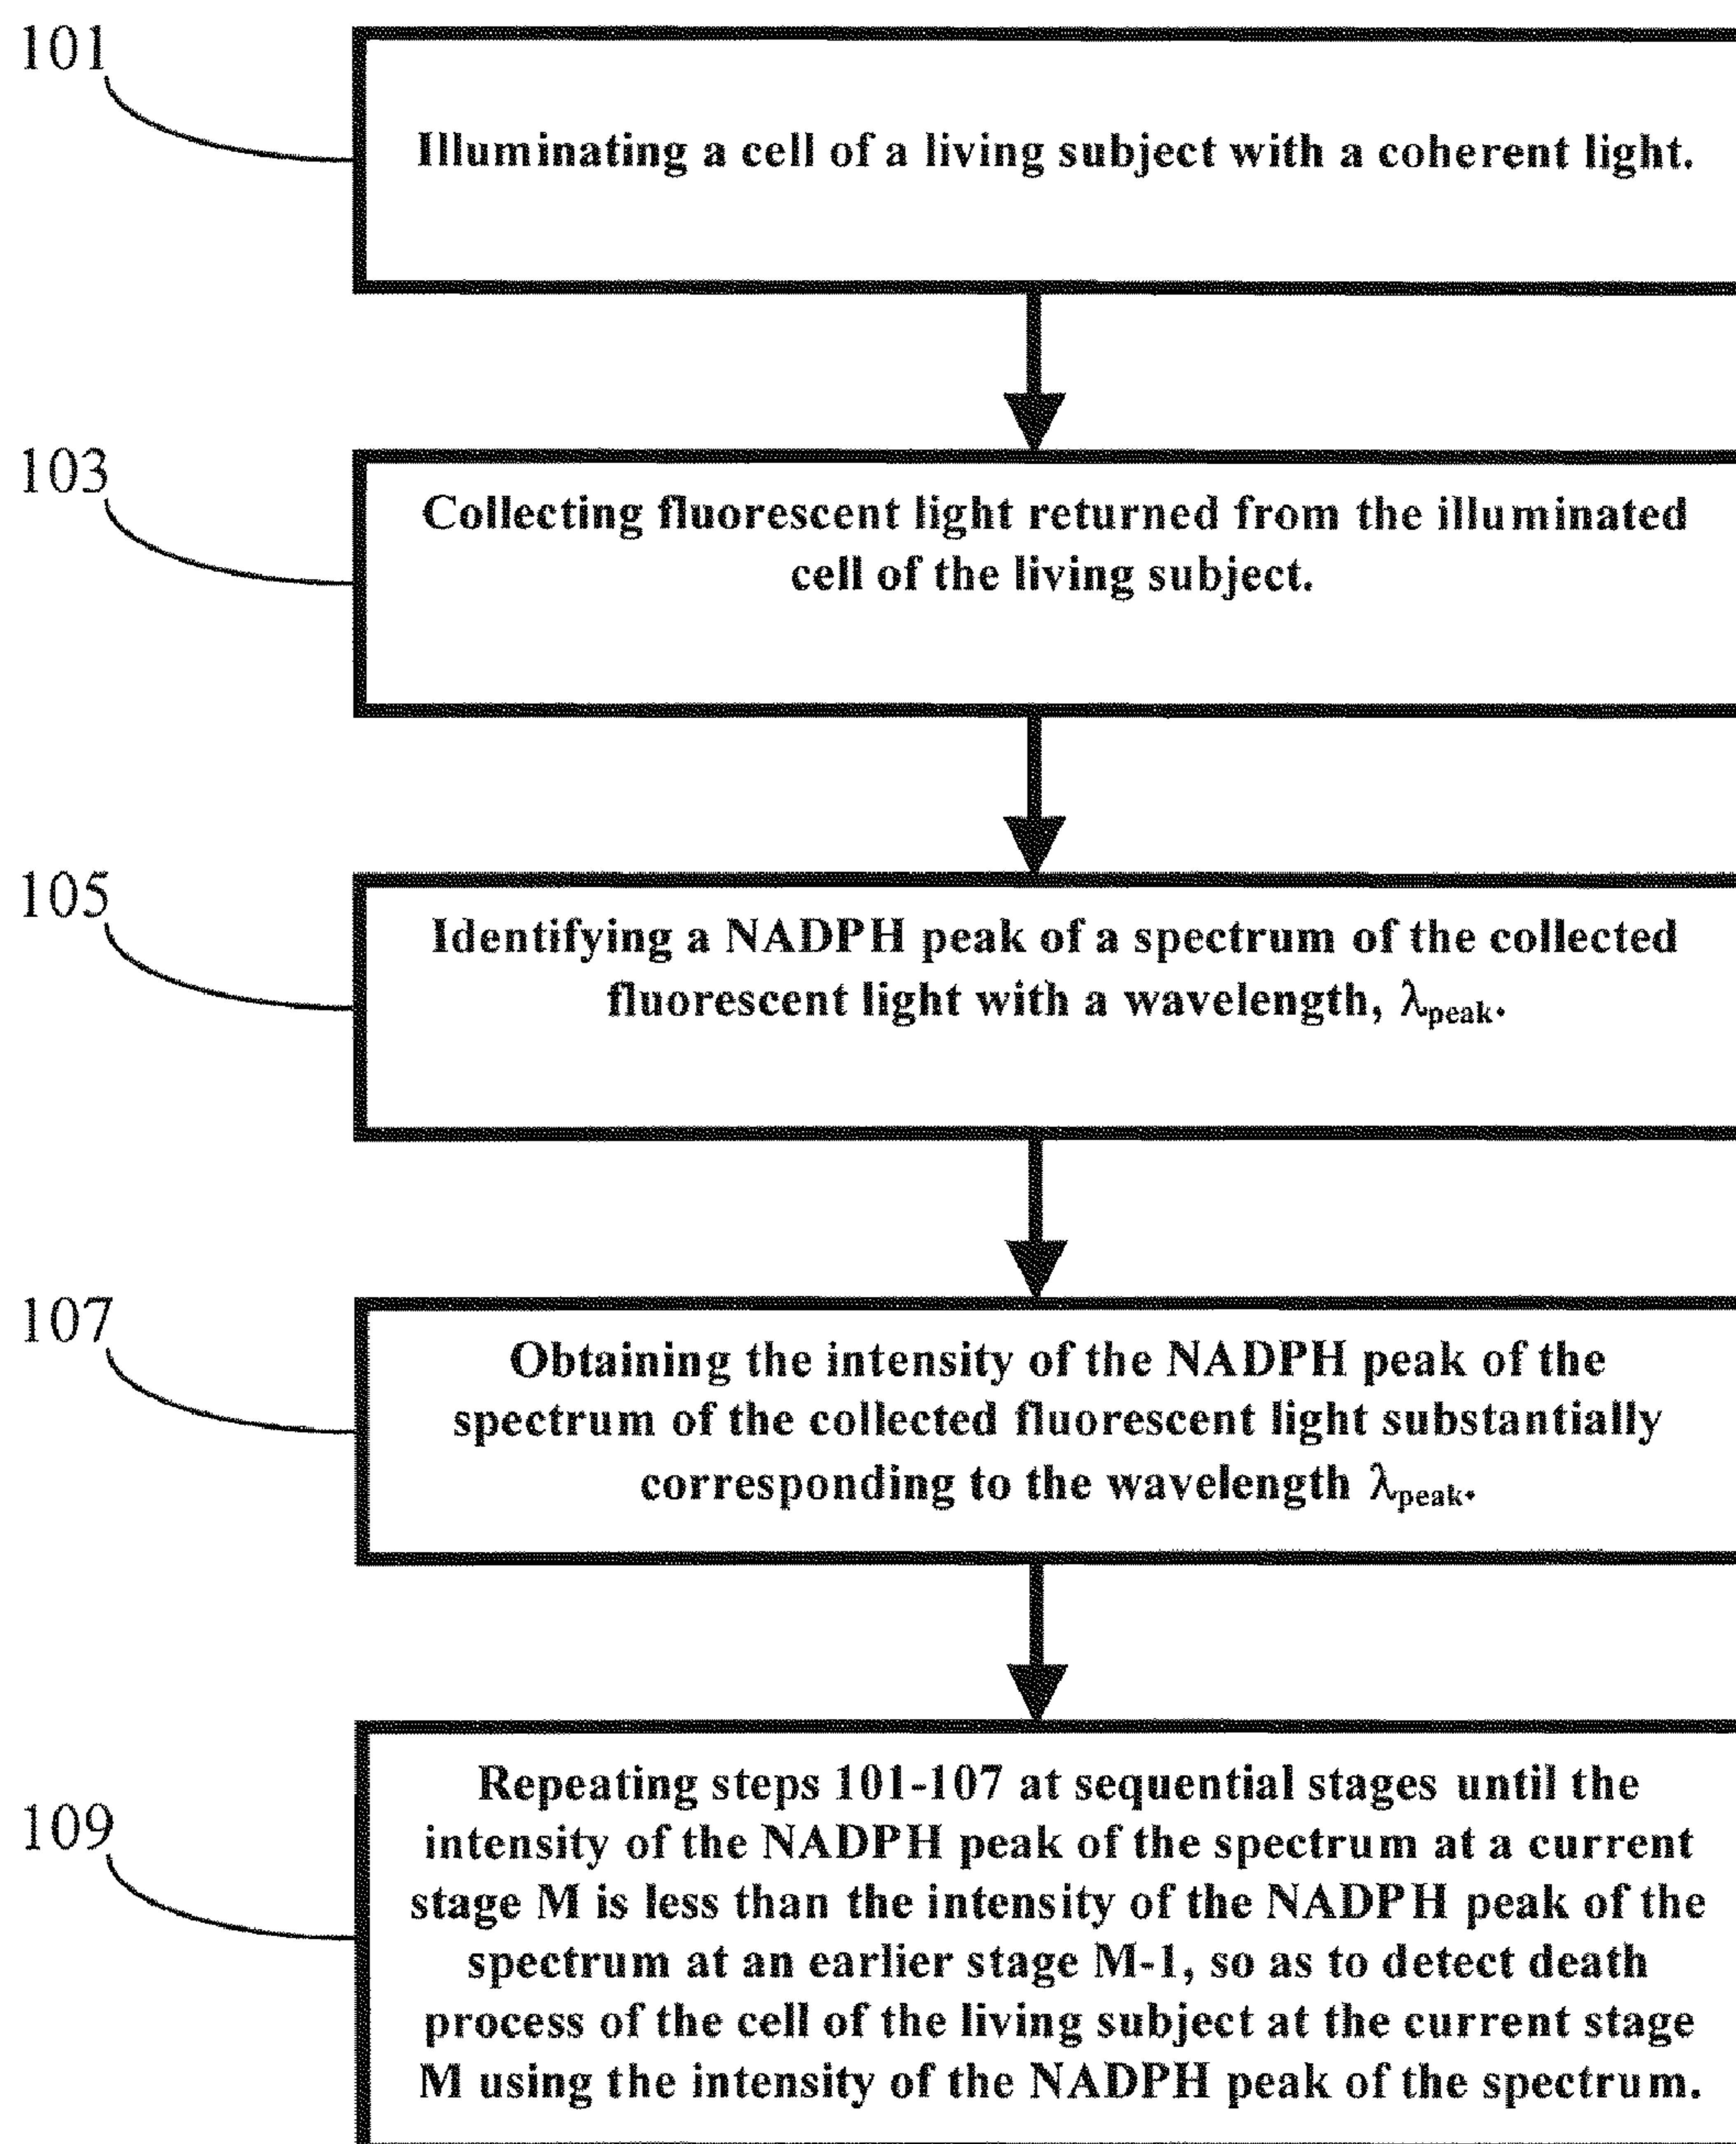 101
Illuminating a cell of a living subject with a coherent light.
103
Collecting fluorescent light returned from the illuminated
cell of the living subject.
105
Identifying a NADPH peak of a spectrum of the collected
fluorescent light with a wavelength, λpeak.
107
Obtaining the intensity of the NADPH peak of the
spectrum of the collected fluorescent light substantially
corresponding to the wavelength λpeak.
109
Repeating steps 101-107 at sequential stages until the
intensity of the NADPH peak of the spectrum at a current
stage M is less than the intensity of the NADPH peak of the
spectrum at an earlier stage M-1, so as to detect death
process of the cell of the living subject at the current stage
M using the intensity of the NADPH peak of the spectrum.